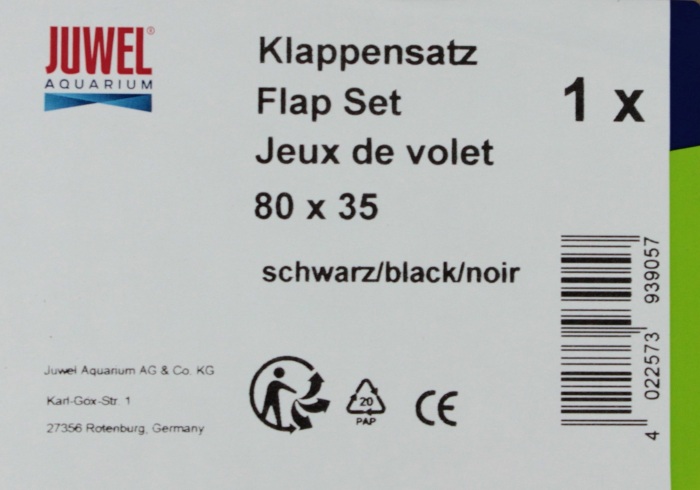 JUWEL®
AQUARIUM
Klappensatz
Flap Set
Jeux de volet
80 x 35
1 x
schwarz/black/noir
Juwel Aquarium AG & Co. KG
Karl-Göx-Str. 1
27356 Rotenburg, Germany
20
PAP
CE
4 022573 939057